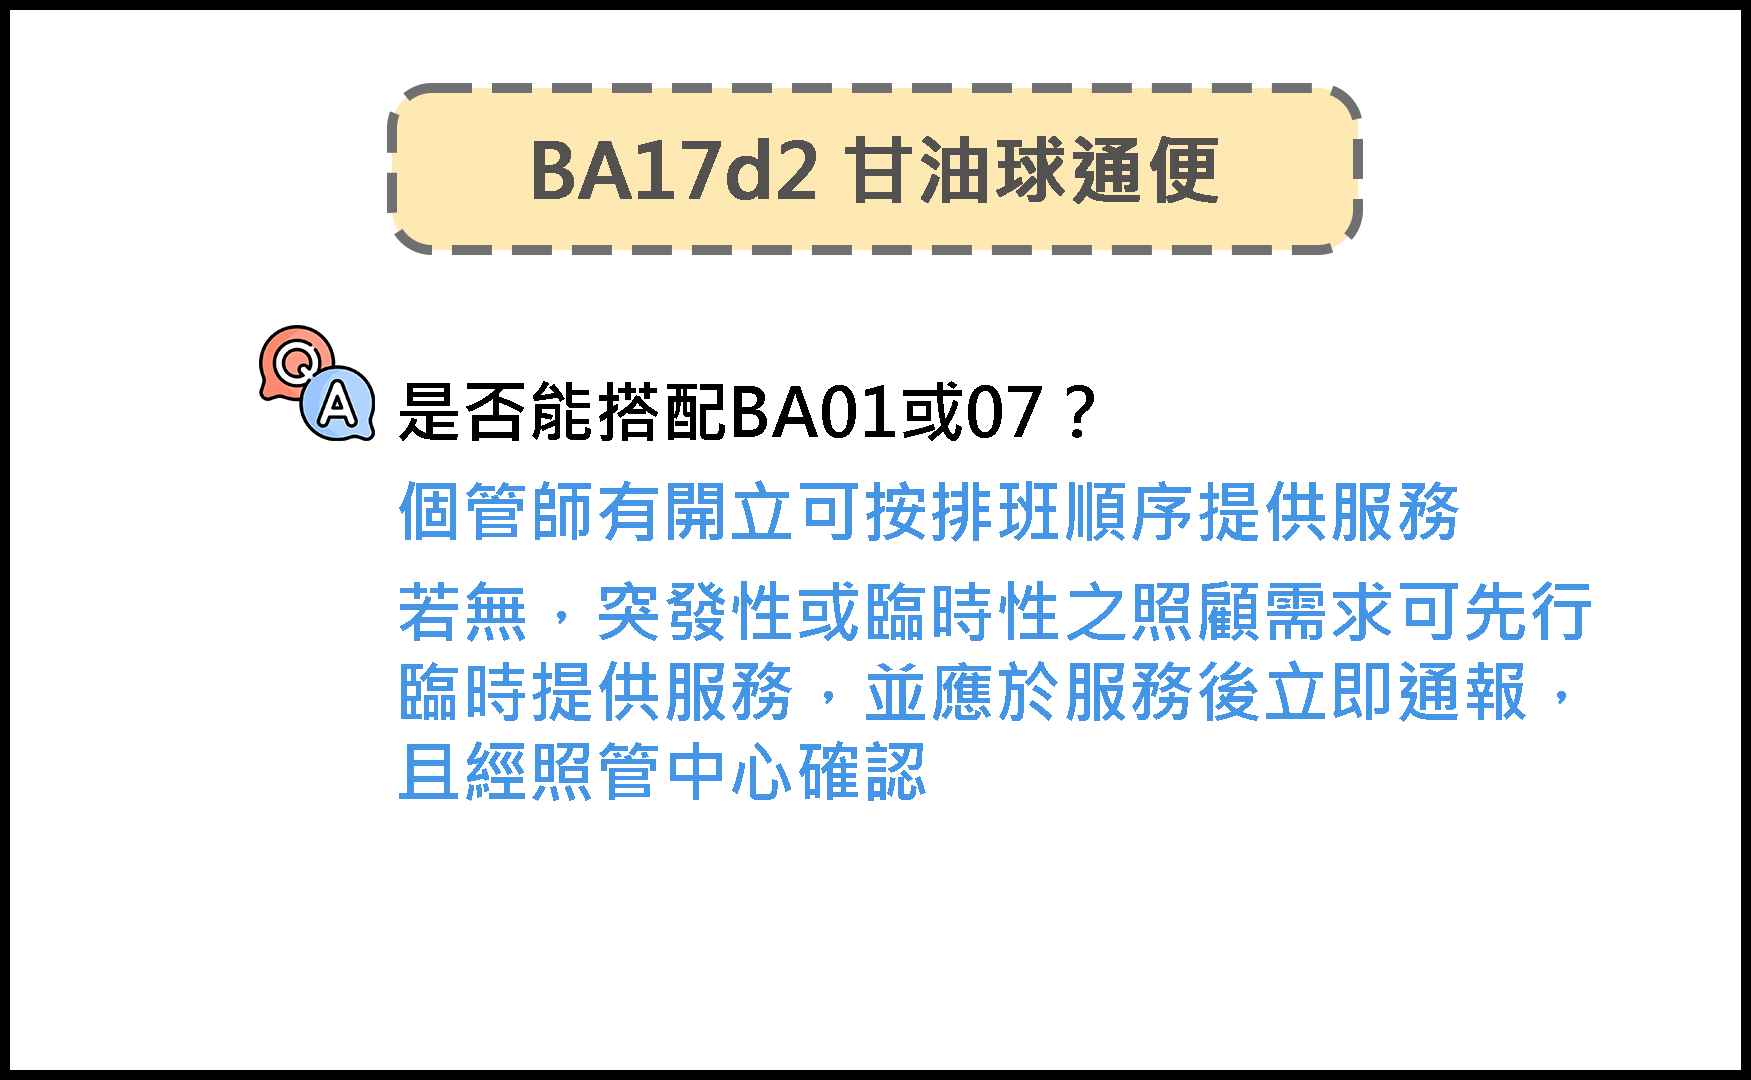 BA17d2 甘油球通便
QA
是否能搭配BA01或07？
個管師有開立可按排班順序提供服務
若無，突發性或臨時性之照顧需求可先行
臨時提供服務，並應於服務後立即通報，
且經照管中心確認